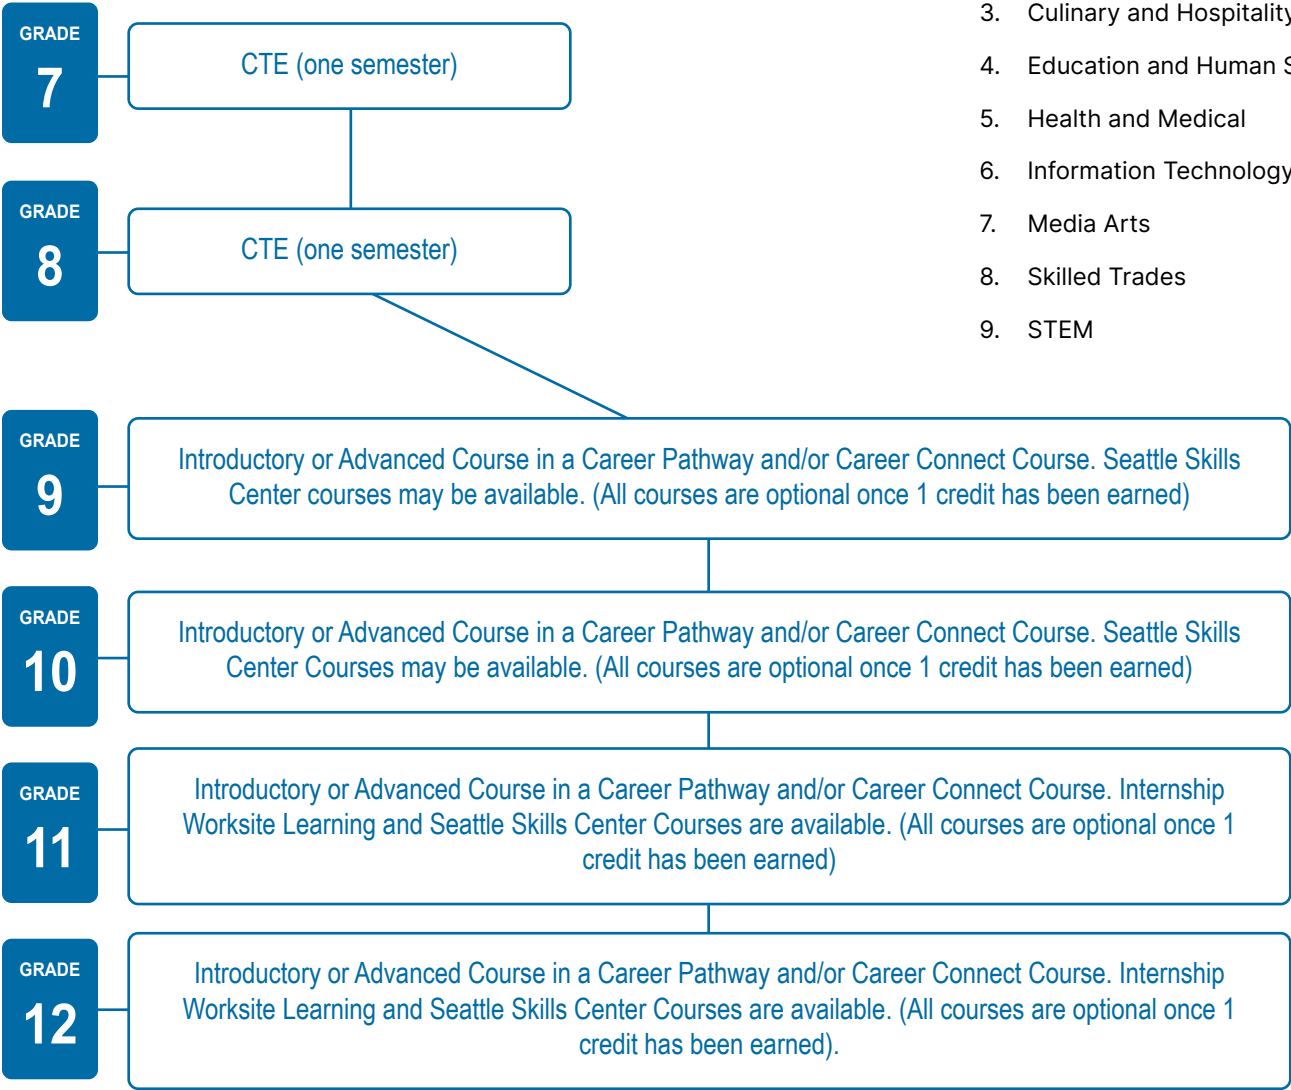 GRADE
7
CTE (one semester)
GRADE
8
CTE (one semester)
3. Culinary and Hospitality
4. Education and Human
5. Health and Medical
6. Information Technology
7. Media Arts
8. Skilled Trades
9. STEM
GRADE
9
Introductory or Advanced Course in a Career Pathway and/or Career Connect Course. Seattle Skills
Center courses may be available. (All courses are optional once 1 credit has been earned)
GRADE
10
Introductory or Advanced Course in a Career Pathway and/or Career Connect Course. Seattle Skills
Center Courses may be available. (All courses are optional once 1 credit has been earned)
GRADE
11
Introductory or Advanced Course in a Career Pathway and/or Career Connect Course. Internship
Worksite Learning and Seattle Skills Center Courses are available. (All courses are optional once 1
credit has been earned)
GRADE
12
Introductory or Advanced Course in a Career Pathway and/or Career Connect Course. Internship
Worksite Learning and Seattle Skills Center Courses are available. (All courses are optional once 1
credit has been earned).